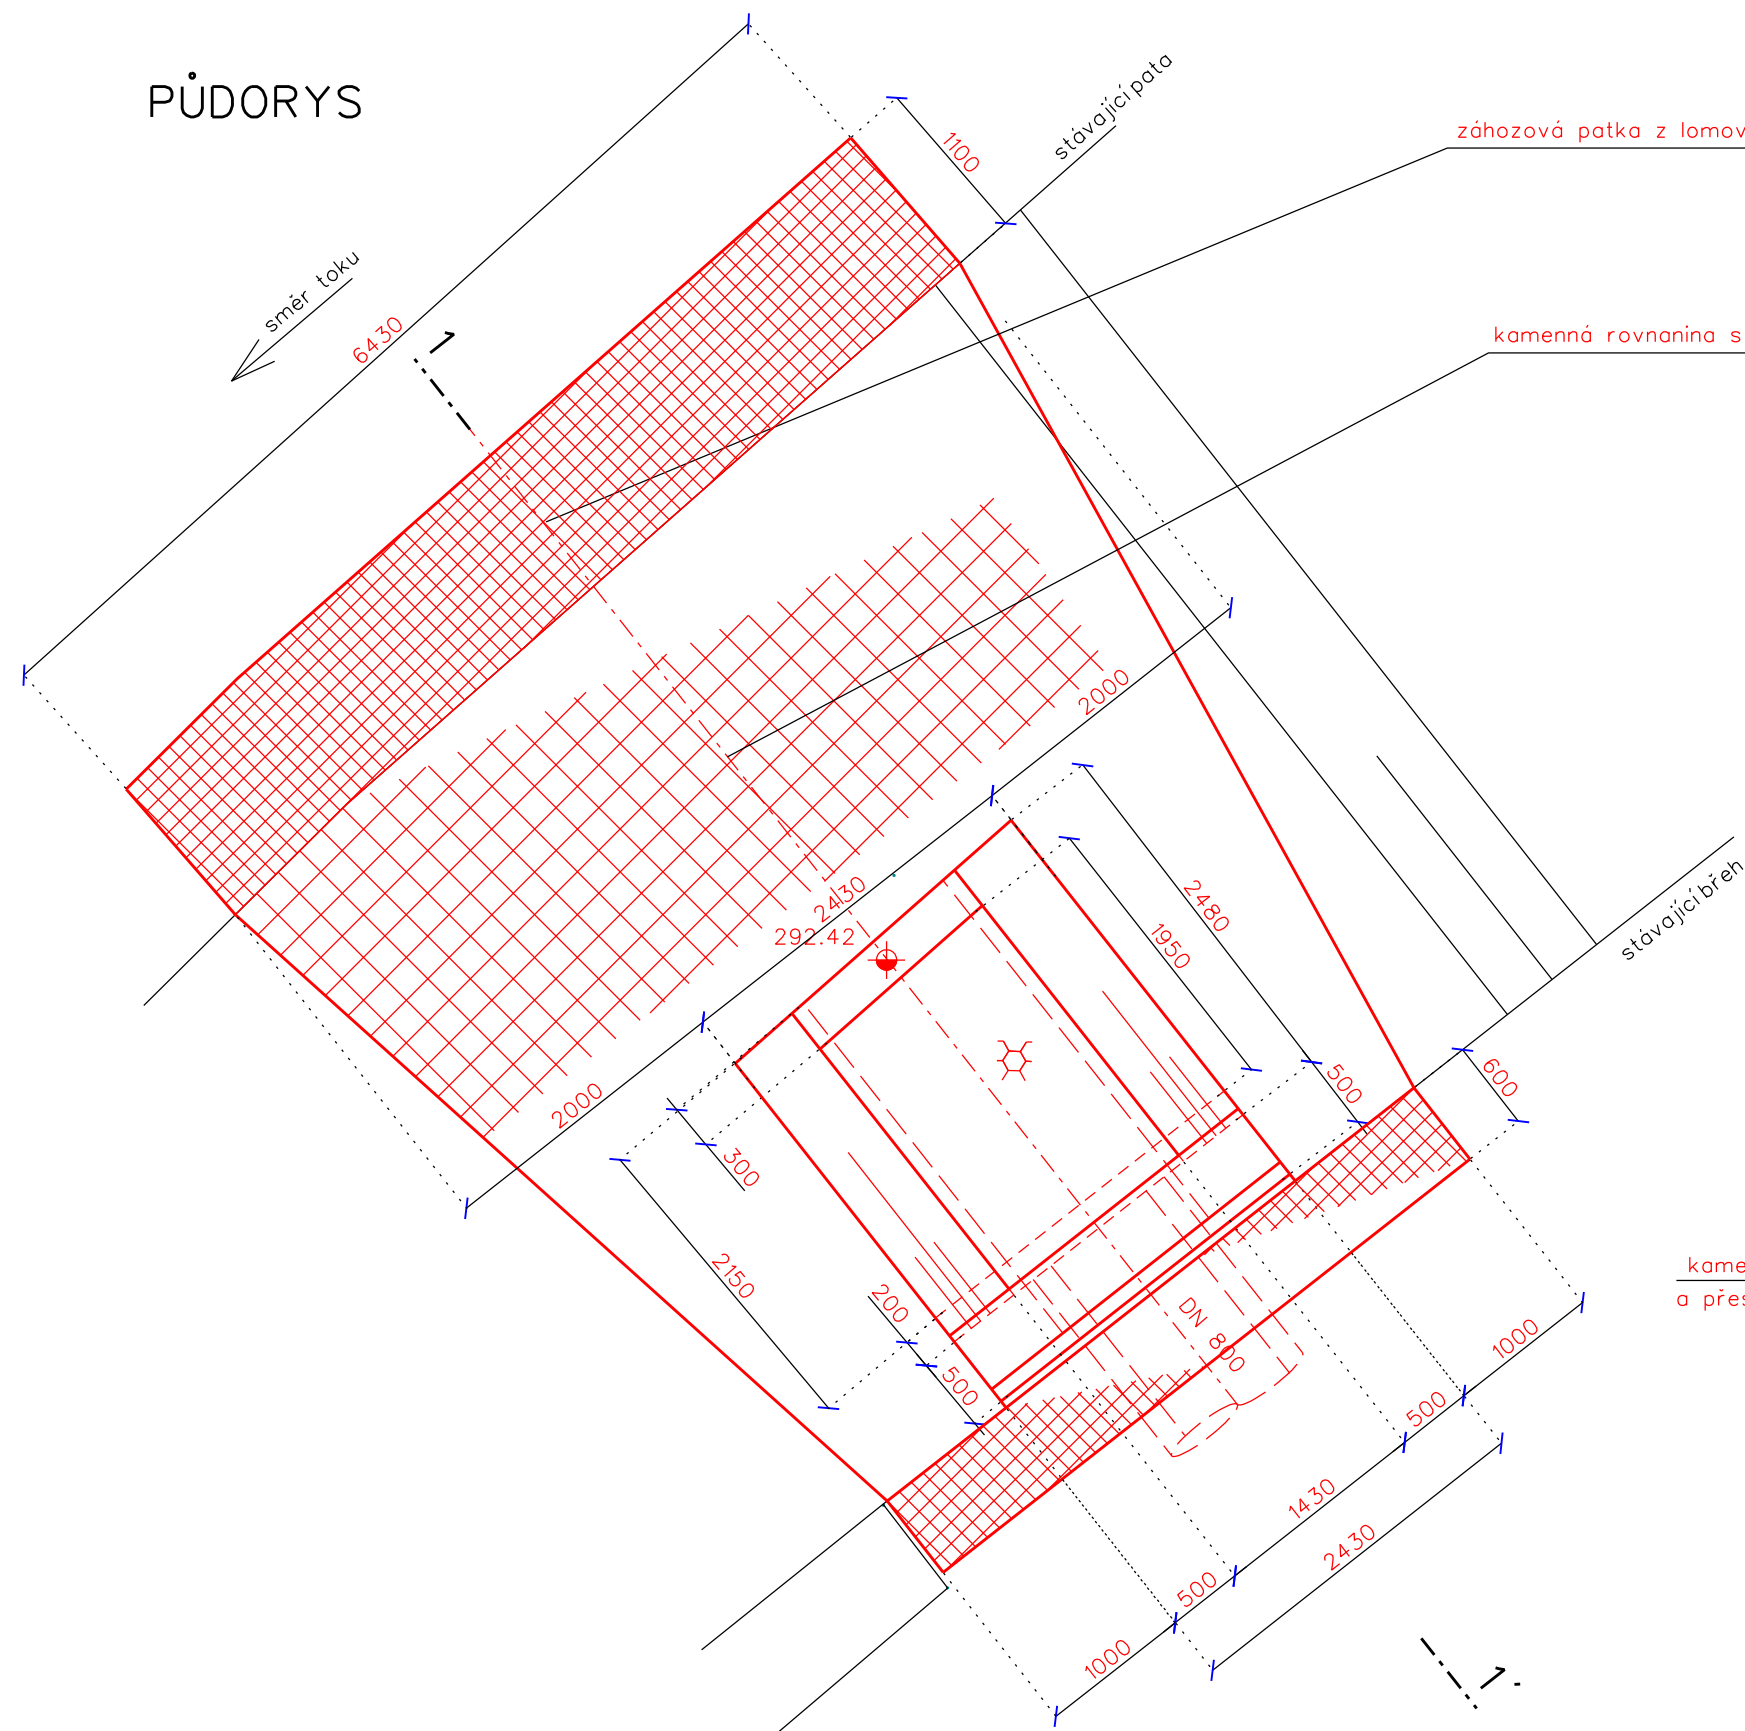 PŮDORYS
stávající pata
1100
záhozová patka z lomov
směr toku
6430
1
kamenná rovnanina s
2000
2430
292.42
2480
1950
stávající břeh
2000
500
600
300
2150
200
500
DN 800
kame
a přes
1000
500
1430
2430
500
1000
1'